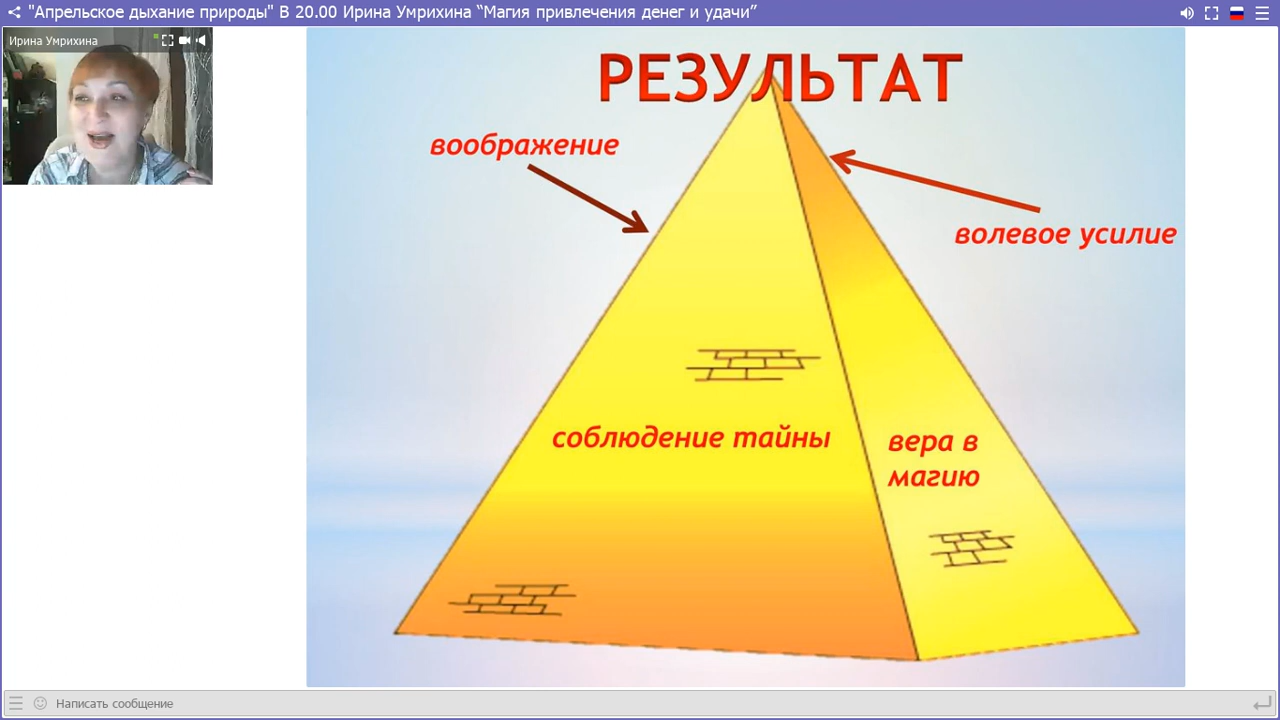 "Апрельское дыхание природы" В 20.00 Ирина Умрихина “Магия привлечения денег и удачи”
Ирина Умрихина
РЕЗУЛЬТАТ
воображение
волевое усилие
соблюдение тайны
вера в
магию
Написать сообщение